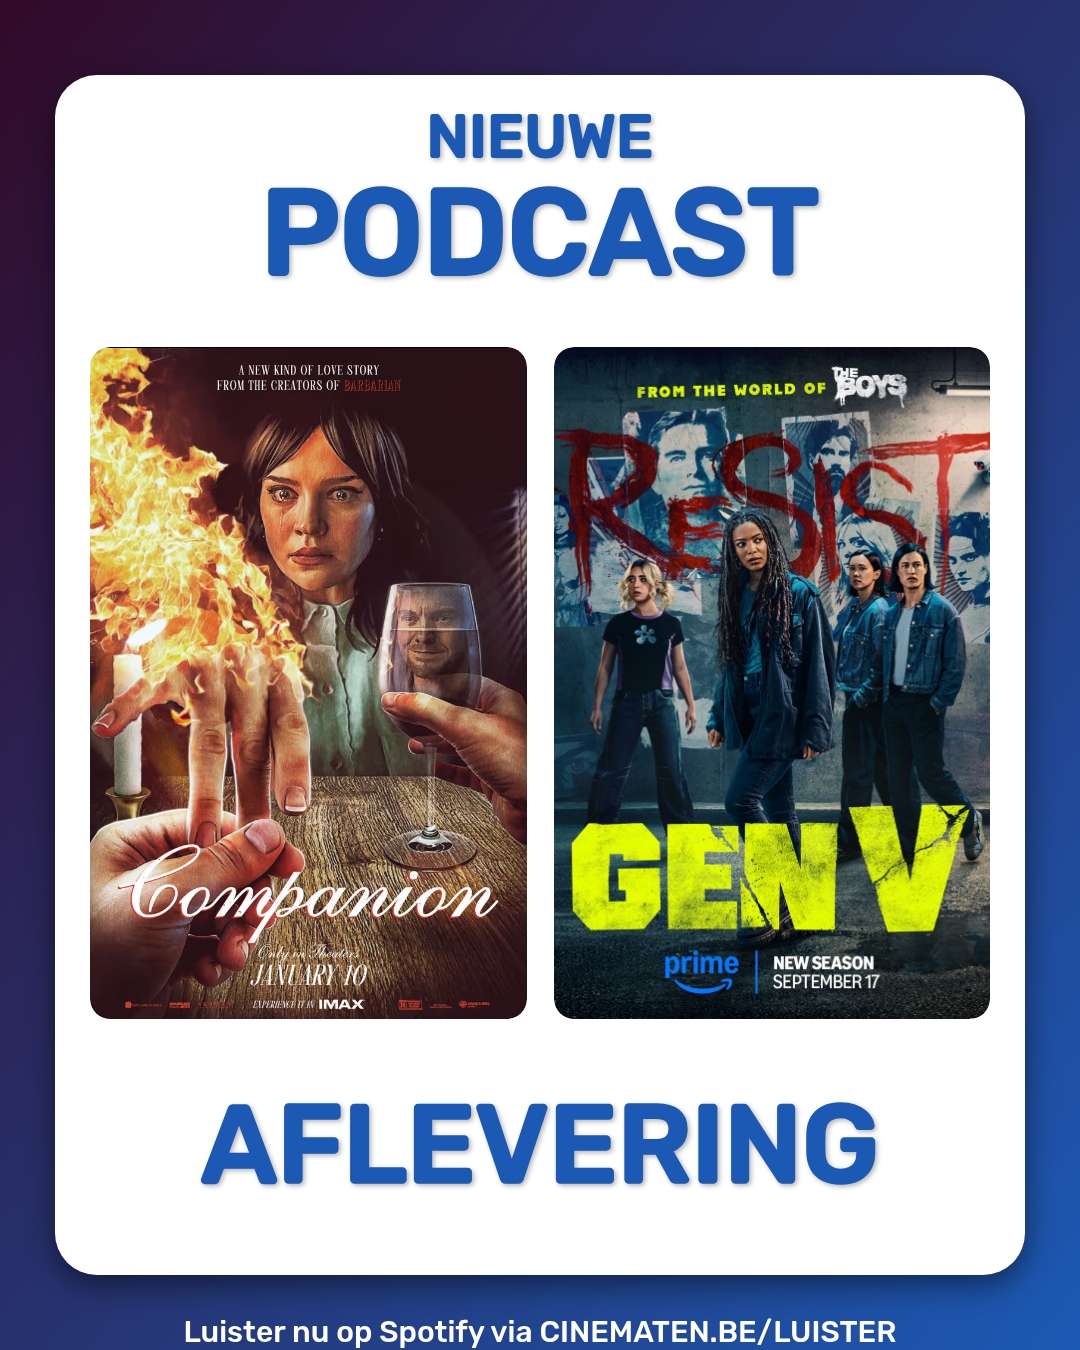 NIEUWE
PODCAST
A NEW KIND OF LOVE STORY
FROM THE CREATORS OF BARBARIAN
Companion
Only in Theaters
JANUARY 10
EXPERIENCE IT IN IMAX
FROM THE WORLD OF THE BOYS
RESIST
GEN V
prime
NEW SEASON
SEPTEMBER 17
AFLEVERING
Luister nu op Spotify via CINEMATEN.BE/LUISTER